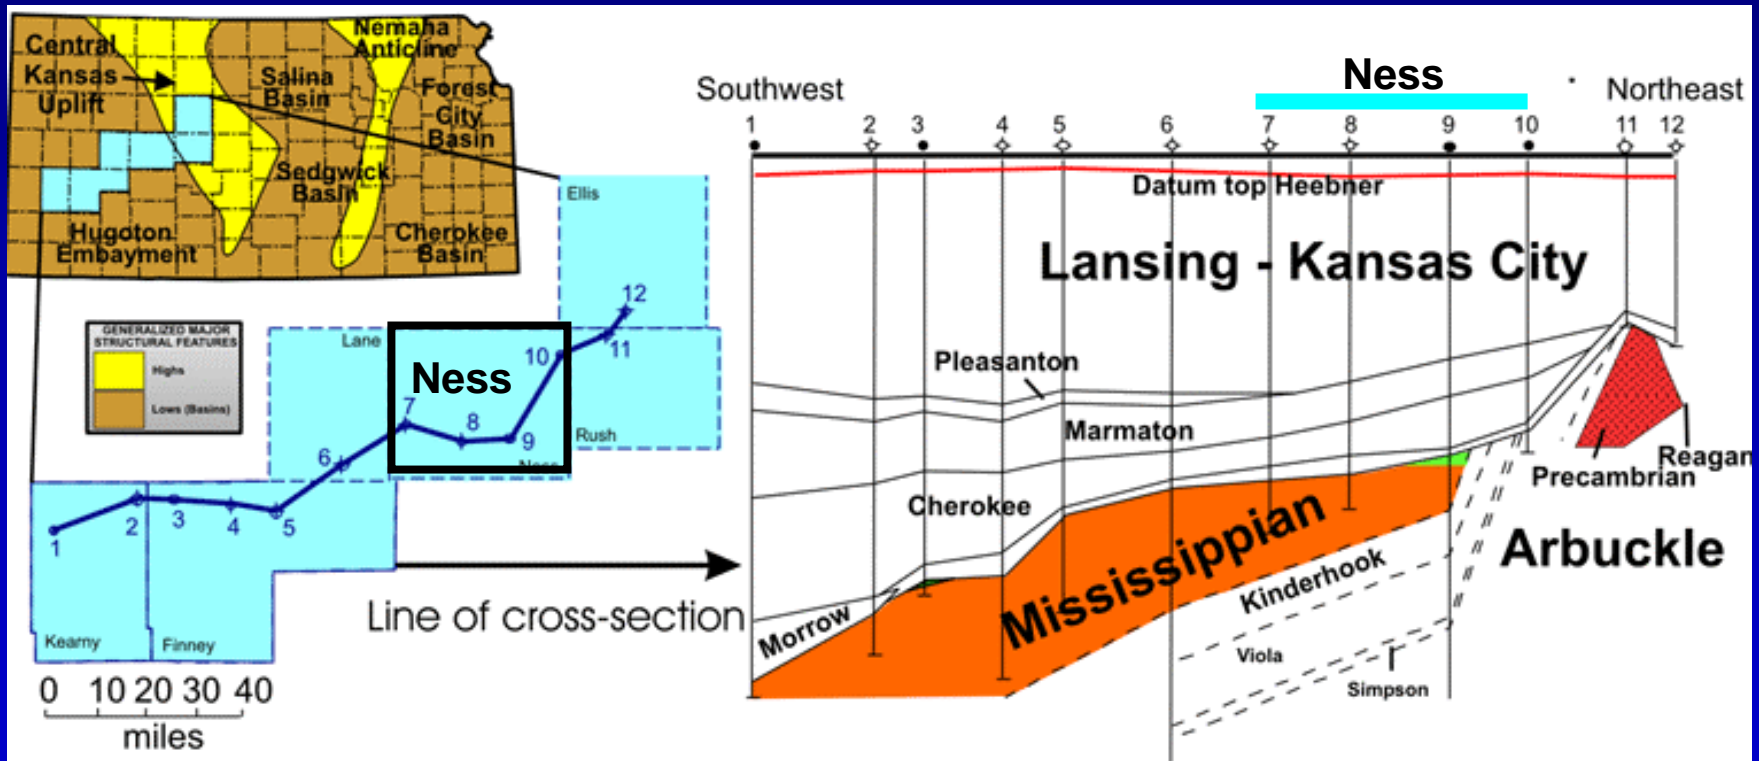 Central
Kansas
Uplift
Nemaha
Anticline
Salina
Basin
Forest
City
Basin
Sedgwick
Basin
Hugoton
Embayment
Cherokee
Basin
GENERALIZED MAJOR
STRUCTURAL FEATURES
Highs
Lows (Basins)
Ellis
Lane
Ness
Rush
Ness
Kearny
Finney
1
2
3
4
5
6
7
8
9
10
11
12
0 10 20 30 40
miles
Line of cross-section
Ness
Southwest
Northeast
1 2 3 4 5 6 7 8 9 10 11 12
Datum top Heebner
Lansing - Kansas City
Pleasanton
Marmaton
Cherokee
Morrow
Mississippian
Kinderhook
Viola
Simpson
Precambrian
Reagan
Arbuckle